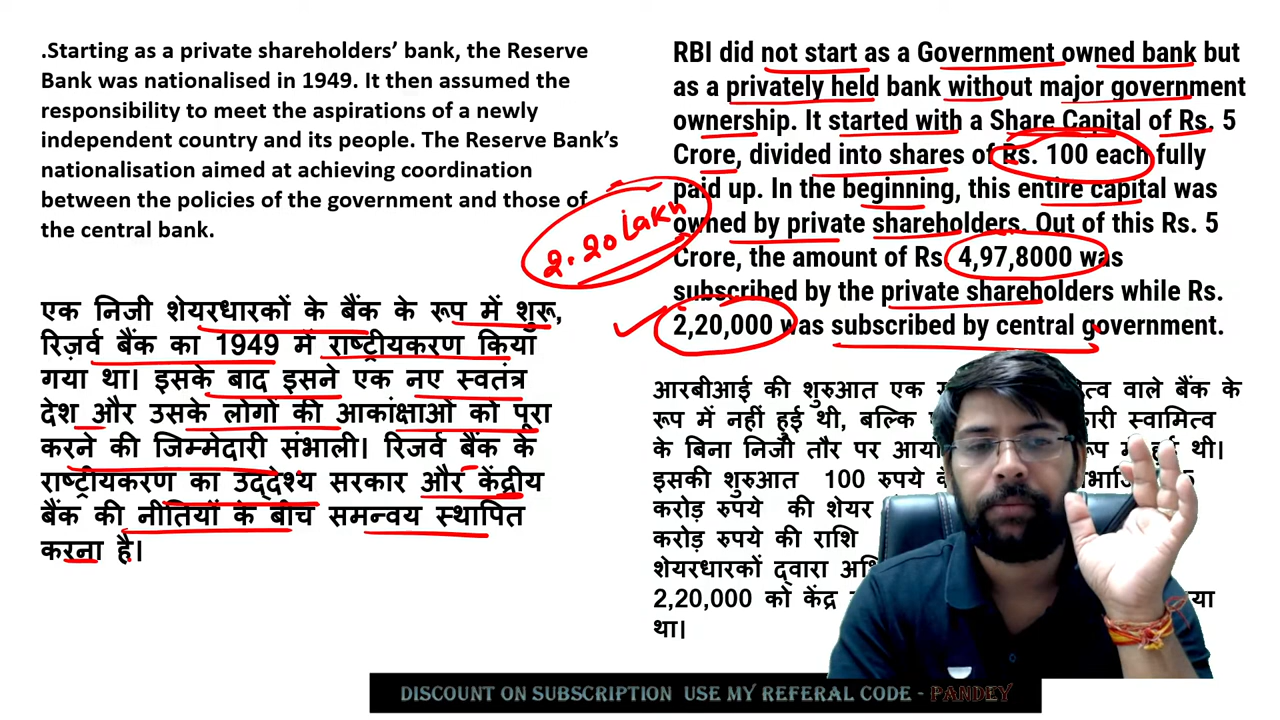 .Starting as a private shareholders’ bank, the Reserve
Bank was nationalised in 1949. It then assumed the
responsibility to meet the aspirations of a newly
independent country and its people. The Reserve Bank’s
nationalisation aimed at achieving coordination
between the policies of the government and those of
the central bank.
एक निजी शेयरधारकों के बैंक के रूप में शुरू,
रिज़र्व बैंक का 1949 में राष्ट्रीयकरण किया
गया था। इसके बाद इसने एक नए स्वतंत्र
देश और उसके लोगों की आकांक्षाओं को पूरा
करने की जिम्मेदारी संभाली। रिजर्व बैंक के
राष्ट्रीयकरण का उद्देश्य सरकार और केंद्रीय
बैंक की नीतियों के बीच समन्वय स्थापित
करना है।
2.20 Lakh
RBI did not start as a Government owned bank but
as a privately held bank without major government
ownership. It started with a Share Capital of Rs. 5
Crore, divided into shares of Rs. 100 each fully
paid up. In the beginning, this entire capital was
owned by private shareholders. Out of this Rs. 5
Crore, the amount of Rs. 4,97,8000 was
subscribed by the private shareholders while Rs.
2,20,000 was subscribed by central government.
आरबीआई की शुरुआत एक वाले बैंक के
रूप में नहीं हुई थी, बल्कि स्वामित्व
के बिना निजी तौर पर हुई थी।
इसकी शुरुआत 100 रुपये
करोड़ रुपये की शेयर
करोड़ रुपये की राशि
शेयरधारकों द्वारा
2,20,000 को केंद्र
था।
DISCOUNT ON SUBSCRIPTION USE MY REFERAL CODE - PANDEY